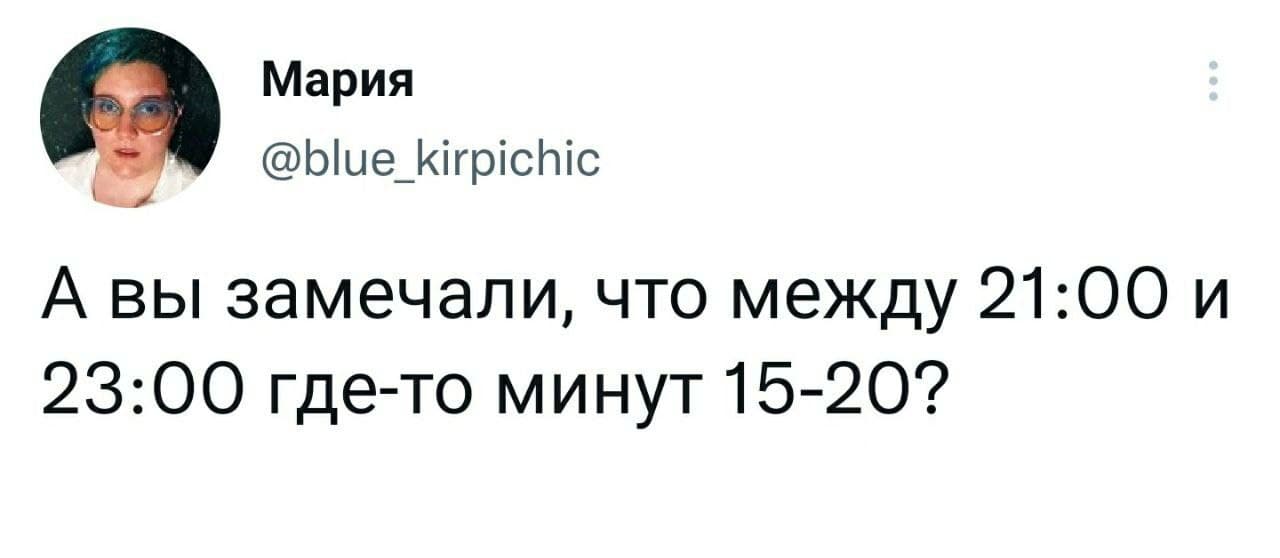 Мария
@blue_kirpichic
А вы замечали, что между 21:00 и
23:00 где-то минут 15-20?